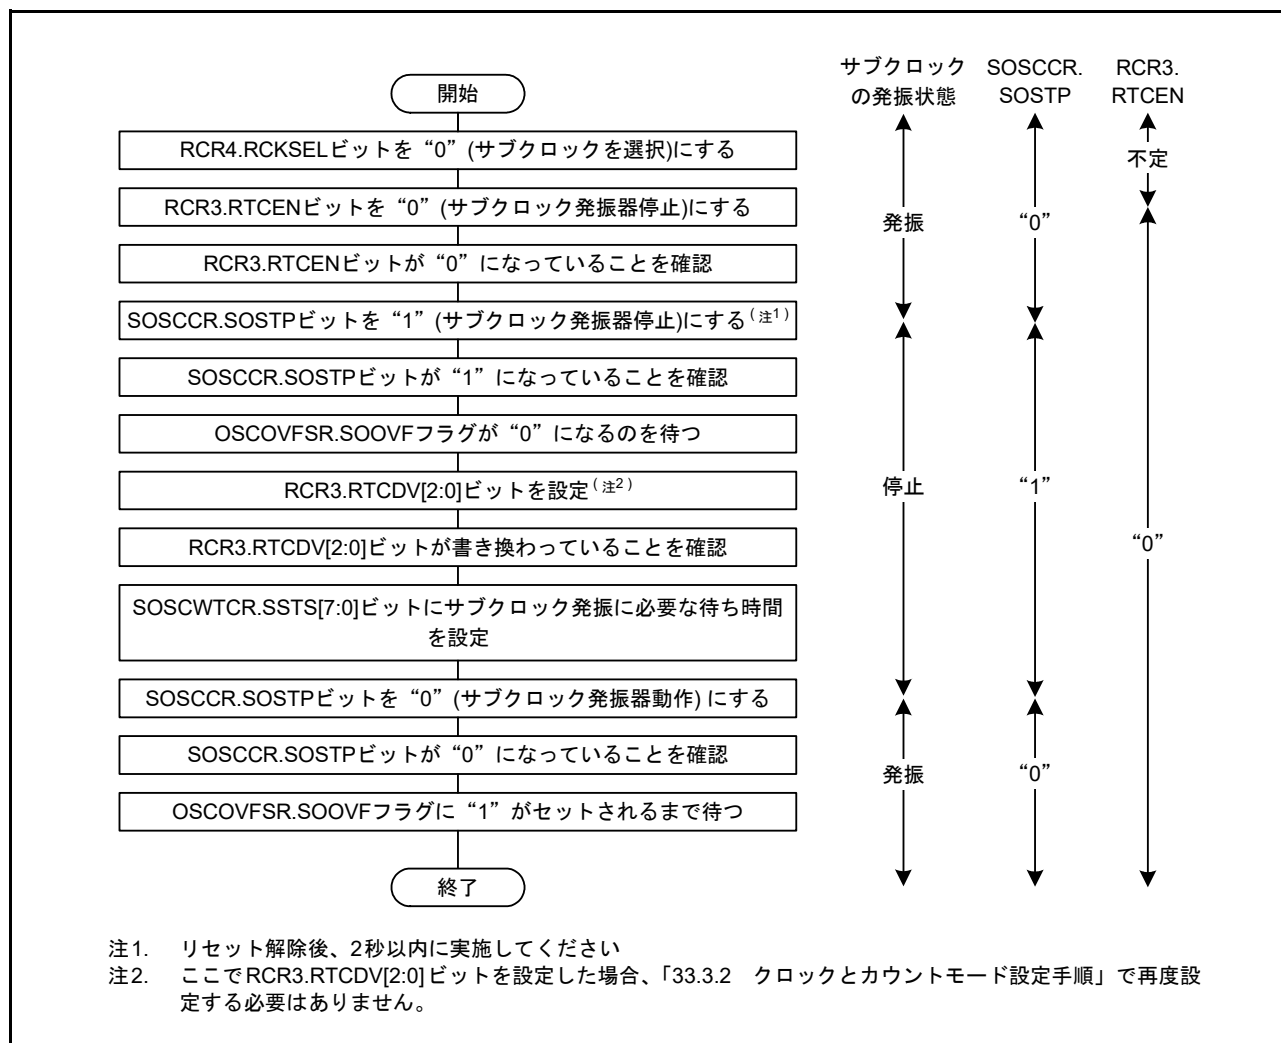 サブクロック
の発振状態
SOSCCR.
SOSTP
RCR3.
RTCEN
開始
RCR4.RCKSELビットを“0”(サブクロックを選択)にする
RCR3.RTCENビットを“0”(サブクロック発振器停止)にする
RCR3.RTCENビットが“0”になっていることを確認
SOSCCR.SOSTPビットを“1”(サブクロック発振器停止)にする(注1)
SOSCCR.SOSTPビットが“1”になっていることを確認
OSCOVFSR.SOOVFフラグが“0”になるのを待つ
RCR3.RTCDV[2:0]ビットを設定(注2)
RCR3.RTCDV[2:0]ビットが書き換わっていることを確認
SOSCWTCR.SSTS[7:0]ビットにサブクロック発振に必要な待ち時間
を設定
SOSCCR.SOSTPビットを“0”(サブクロック発振器動作) にする
SOSCCR.SOSTPビットが“0”になっていることを確認
OSCOVFSR.SOOVFフラグに“1”がセットされるまで待つ
終了
発振
停止
発振
“0”
“1”
“0”
不定
“0”
注1. リセット解除後、2秒以内に実施してください
注2. ここでRCR3.RTCDV[2:0]ビットを設定した場合、「33.3.2 クロックとカウントモード設定手順」で再度設
定する必要はありません。